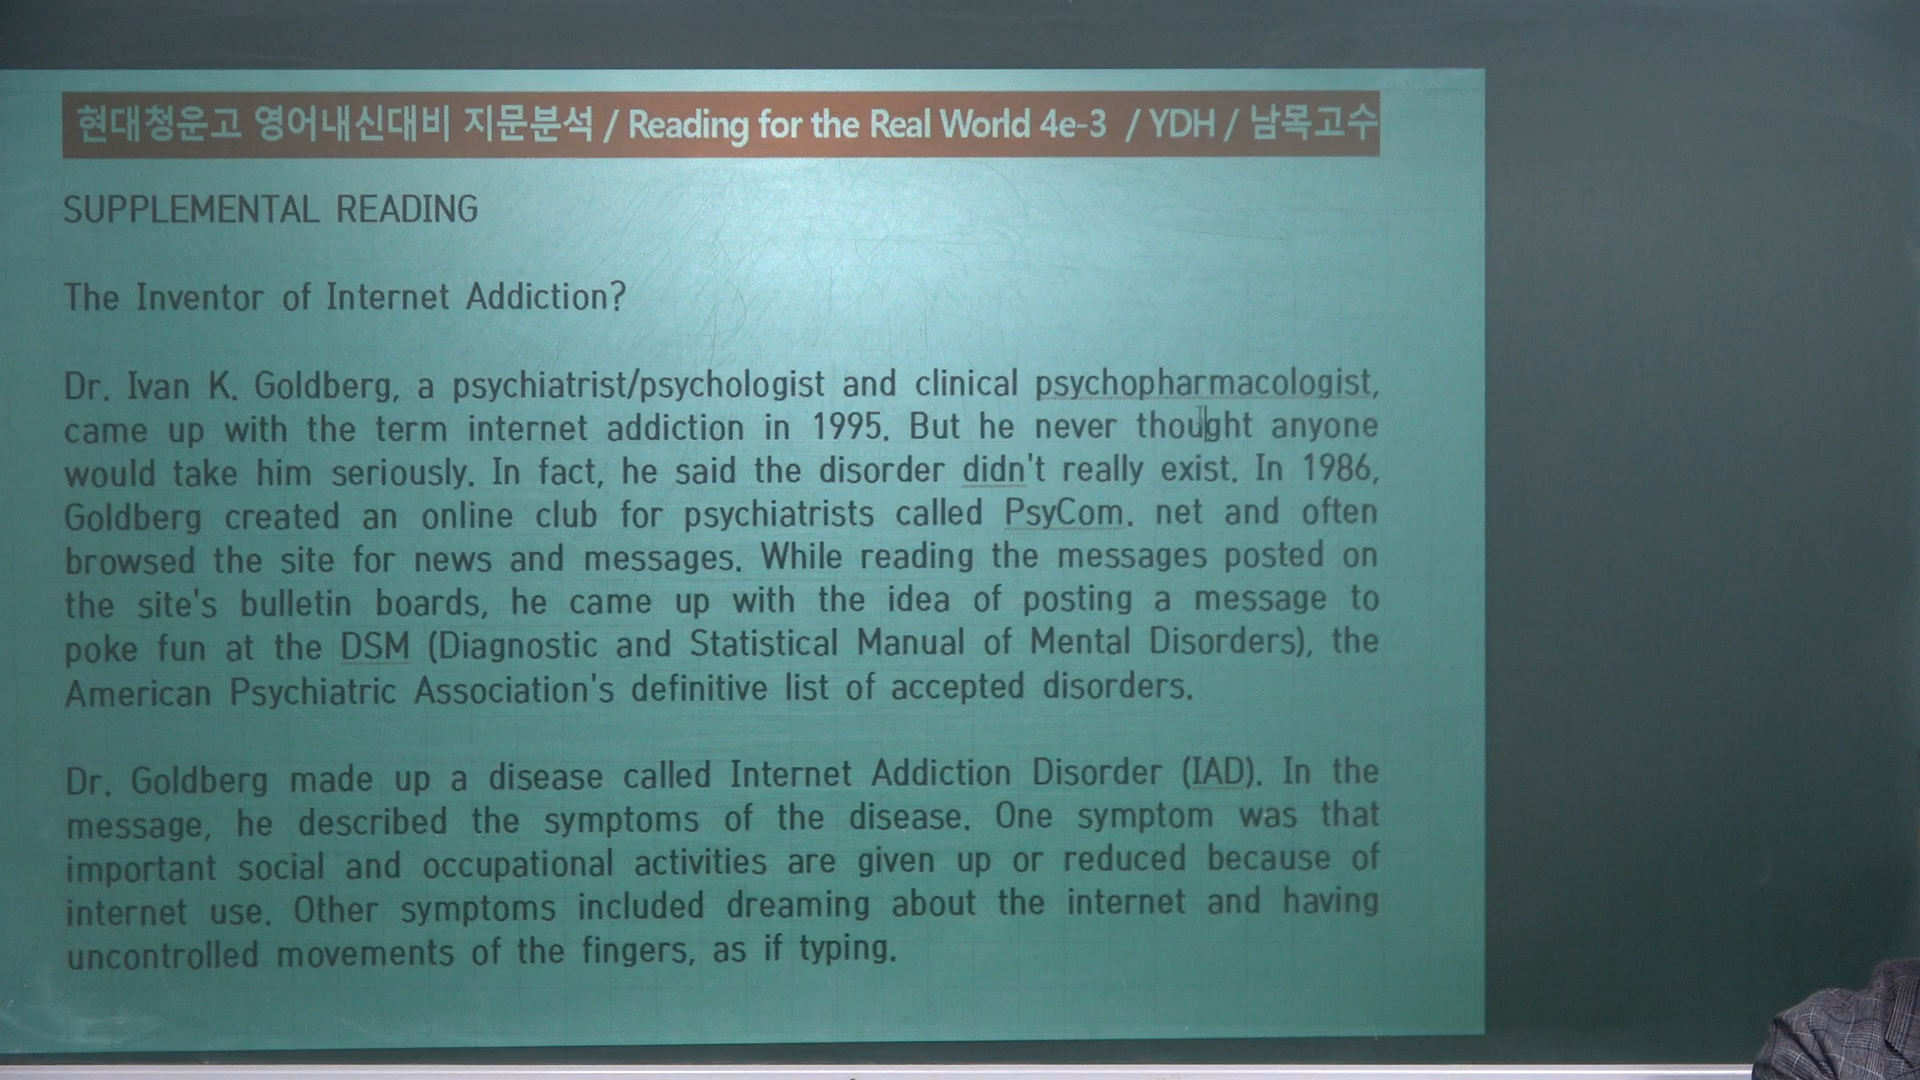 현대청운고 영어내신대비 지문분석 / Reading for the Real World 4e-3 / YDH / 남목고수
SUPPLEMENTAL READING
The Inventor of Internet Addiction?
Dr. Ivan K. Goldberg, a psychiatrist/psychologist and clinical psychopharmacologist,
came up with the term internet addiction in 1995. But he never thought anyone
would take him seriously. In fact, he said the disorder didn't really exist. In 1986,
Goldberg created an online club for psychiatrists called PsyCom. net and often
browsed the site for news and messages. While reading the messages posted on
the site's bulletin boards, he came up with the idea of posting a message to
poke fun at the DSM (Diagnostic and Statistical Manual of Mental Disorders), the
American Psychiatric Association's definitive list of accepted disorders.
Dr. Goldberg made up a disease called Internet Addiction Disorder (IAD). In the
message, he described the symptoms of the disease. One symptom was that
important social and occupational activities are given up or reduced because of
internet use. Other symptoms included dreaming about the internet and having
uncontrolled movements of the fingers, as if typing.